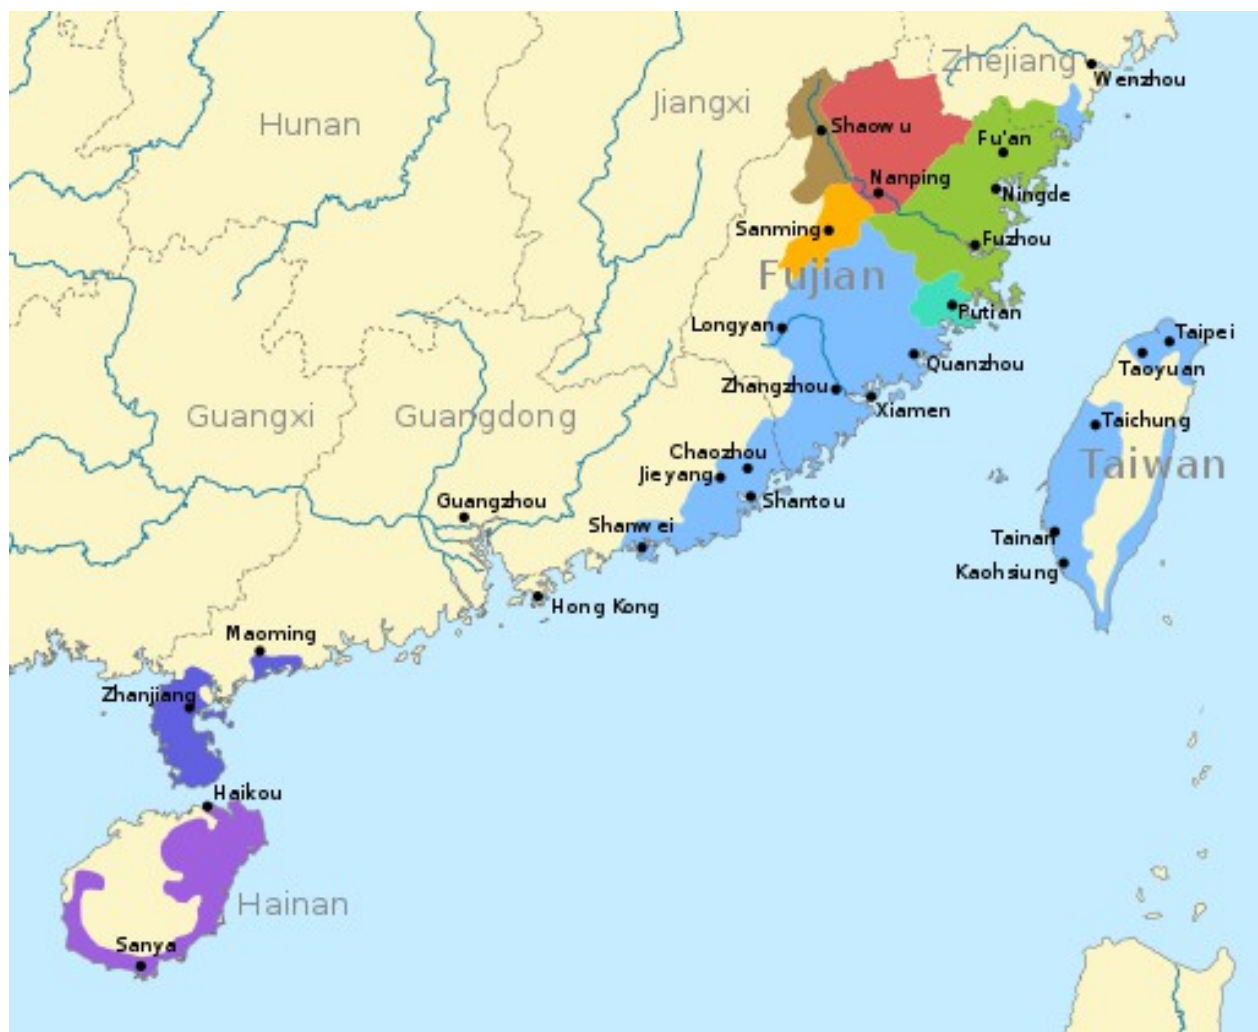 Zhejiang
Wenzhou
Jiangxi
Hunan
Shaowu
Fu'an
Nanping
Ningde
Sanming
Fuzhou
Fujian
Putian
Longyan
Taipei
Quanzhou
Taoyuan
Zhangzhou
Xiamen
Guangxi
Guangdong
Taichung
Chaozhou
Taiwan
Jieyang
Guangzhou
Shantou
Shanwei
Tainan
Kaohsiung
Hong Kong
Maoming
Zhanjiang
Haikou
Hainan
Sanya